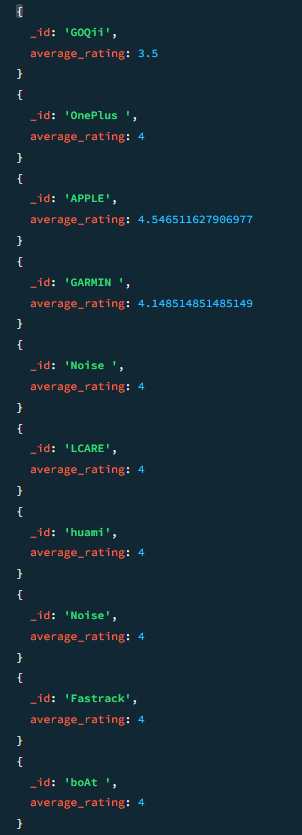 {
_id: 'GOQii',
average_rating: 3.5
}
{
_id: 'OnePlus ',
average_rating: 4
}
{
_id: 'APPLE',
average_rating: 4.546511627906977
}
{
_id: 'GARMIN ',
average_rating: 4.148514851485149
}
{
_id: 'Noise ',
average_rating: 4
}
{
_id: 'LCARE',
average_rating: 4
}
{
_id: 'huami',
average_rating: 4
}
{
_id: 'Noise',
average_rating: 4
}
{
_id: 'Fastrack',
average_rating: 4
}
{
_id: 'boAt ',
average_rating: 4
}